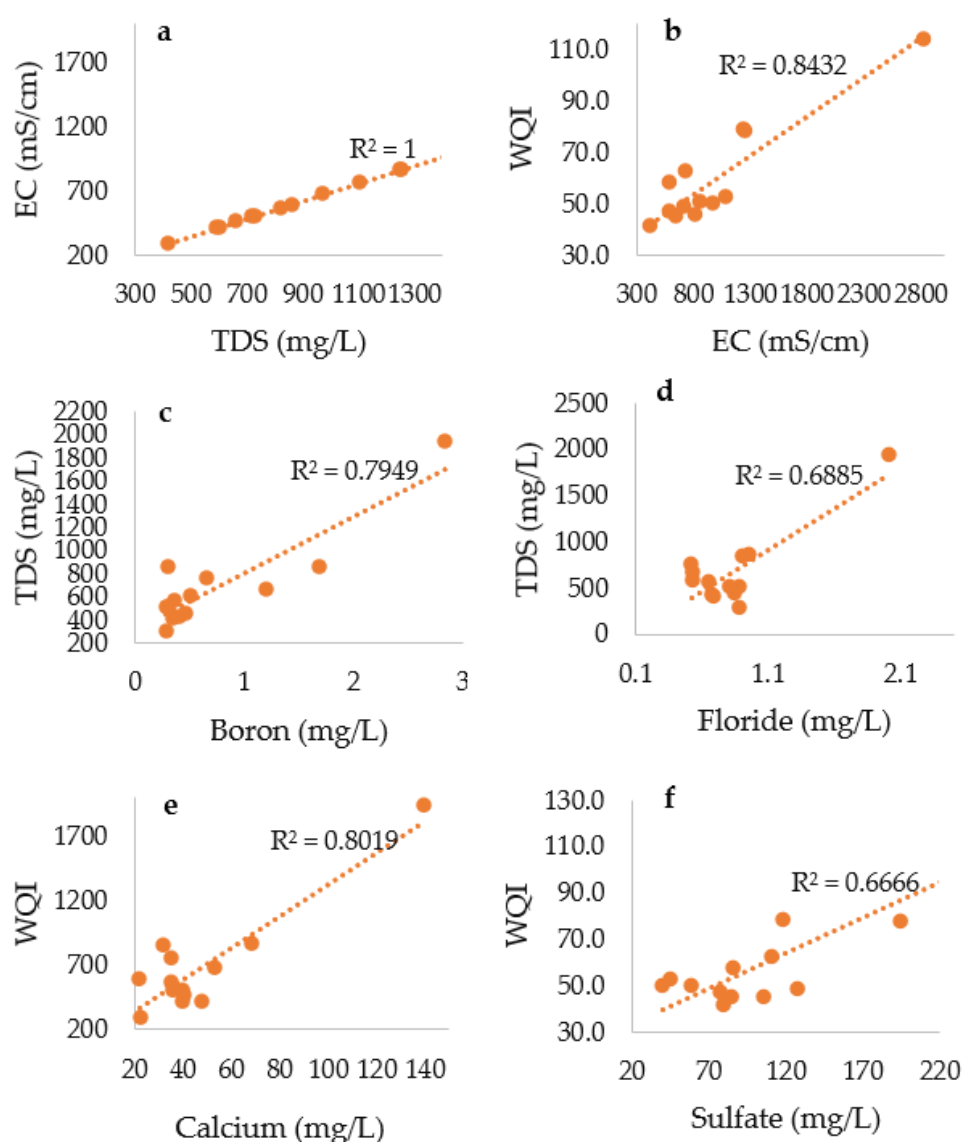 a
1700
1200
700
200
EC (mS/cm)
R² = 1
300 500 700 900 1100 1300
TDS (mg/L)
b
110.0
90.0
70.0
50.0
30.0
WQI
R² = 0.8432
300 800 1300 1800 2300 2800
EC (mS/cm)
c
2200
2000
1800
1600
1400
1200
1000
800
600
400
200
TDS (mg/L)
R² = 0.7949
0 1 2 3
Boron (mg/L)
d
2500
2000
1500
1000
500
0
TDS (mg/L)
R² = 0.6885
0.1 1.1 2.1
Floride (mg/L)
e
1700
1200
700
200
WQI
R² = 0.8019
20 40 60 80 100 120 140
Calcium (mg/L)
f
130.0
110.0
90.0
70.0
50.0
30.0
WQI
R² = 0.6666
20 70 120 170 220
Sulfate (mg/L)